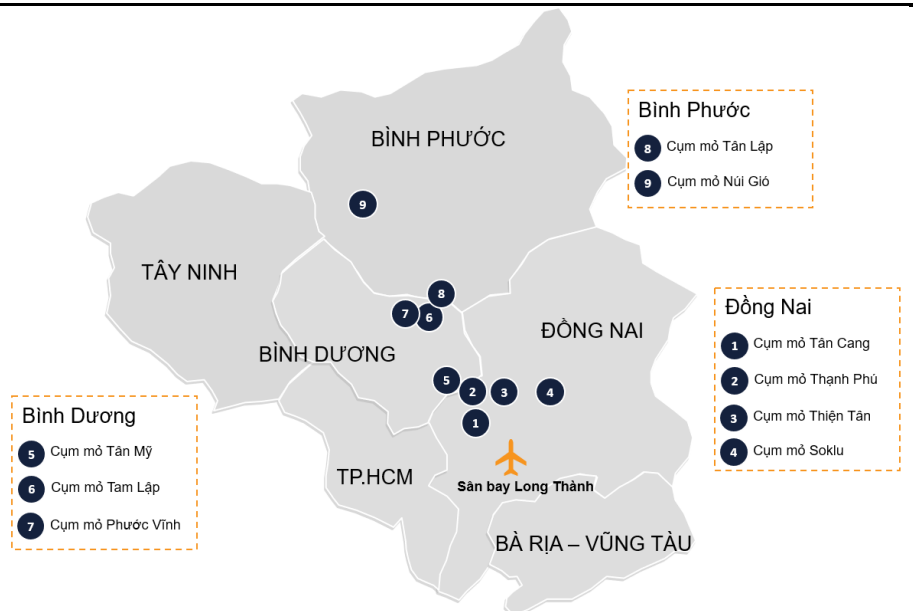 BÌNH PHƯỚC
9
TÂY NINH
8
7
6
ĐỒNG NAI
BÌNH DƯƠNG
5
2
3
4
1
TP.HCM
Sân bay Long Thành
BÀ RỊA – VŨNG TÀU
Bình Phước
8 Cụm mỏ Tân Lập
9 Cụm mỏ Núi Gió
Đồng Nai
1 Cụm mỏ Tân Cang
2 Cụm mỏ Thạnh Phú
3 Cụm mỏ Thiện Tân
4 Cụm mỏ Soklu
Bình Dương
5 Cụm mỏ Tân Mỹ
6 Cụm mỏ Tam Lập
7 Cụm mỏ Phước Vĩnh